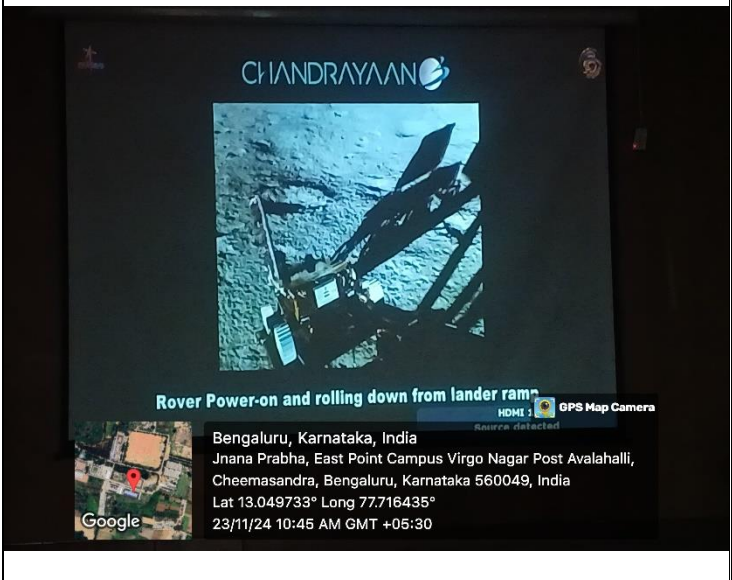 CHANDRAYAAN
Rover Power-on and rolling down from lander ramp
HDMI
GPS Map Camera
Source detected
Bengaluru, Karnataka, India
Jnana Prabha, East Point Campus Virgo Nagar Post Avalahalli,
Cheemasandra, Bengaluru, Karnataka 560049, India
Lat 13.049733° Long 77.716435°
23/11/24 10:45 AM GMT +05:30
Google